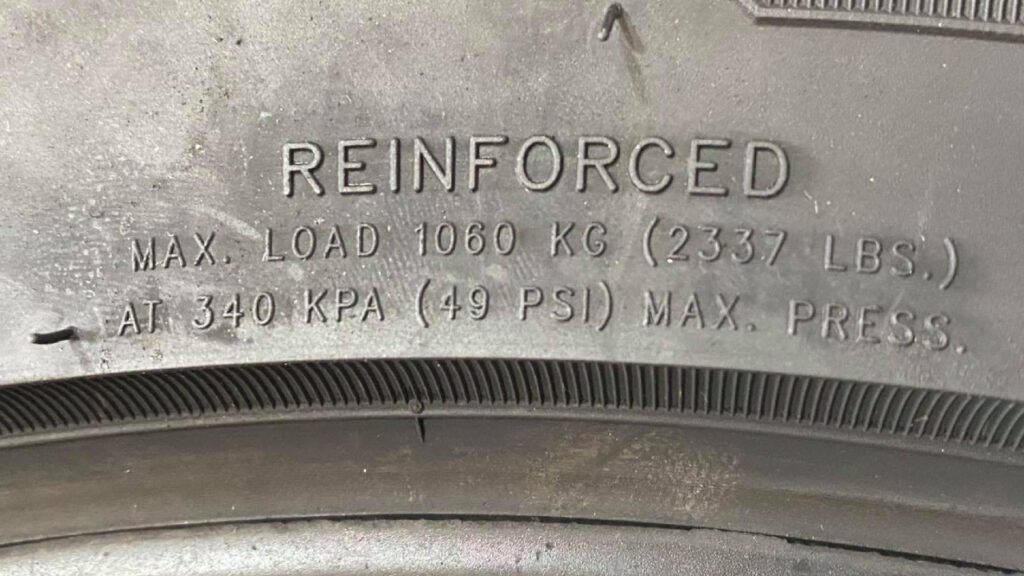 REINFORCED
MAX. LOAD 1060 KG (2337 LBS.)
AT 340 KPA (49 PSI) MAX. PRESS.